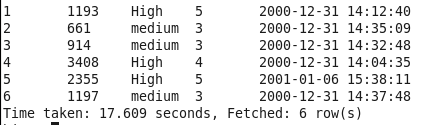 1 1193 High 5 2000-12-31 14:12:40
2 661 medium 3 2000-12-31 14:35:09
3 914 medium 3 2000-12-31 14:32:48
4 3408 High 4 2000-12-31 14:04:35
5 2355 High 5 2001-01-06 15:38:11
6 1197 medium 3 2000-12-31 14:37:48
Time taken: 17.609 seconds, Fetched: 6 row(s)